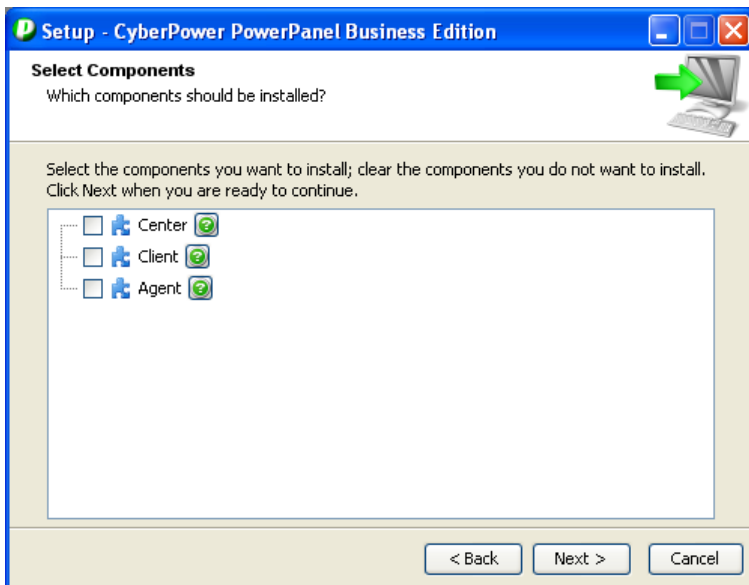 Setup - CyberPower PowerPanel Business Edition
Select Components
Which components should be installed?
Select the components you want to install; clear the components you do not want to install.
Click Next when you are ready to continue.
Center
Client
Agent
< Back Next > Cancel